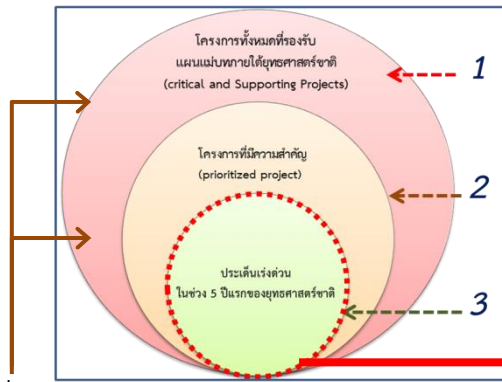 โครงการทั้งหมดที่รองรับ
แผนแม่บทภายใต้ยุทธศาสตร์ชาติ
(critical and Supporting Projects)
1
โครงการที่มีความสำคัญ
(prioritized project)
2
ประเด็นเร่งด่วน
ในช่วง 5 ปีแรกของยุทธศาสตร์ชาติ
3